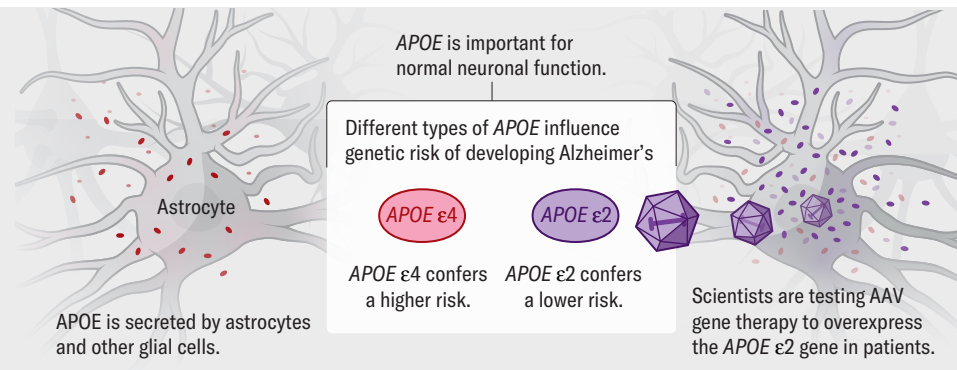 APOE is important for
normal neuronal function.
Different types of APOE influence
genetic risk of developing Alzheimer's
Astrocyte
APOE ε4
APOE ε2
APOE ε4 confers
a higher risk.
APOE ε2 confers
a lower risk.
APOE is secreted by astrocytes
and other glial cells.
Scientists are testing AAV
gene therapy to overexpress
the APOE ε2 gene in patients.